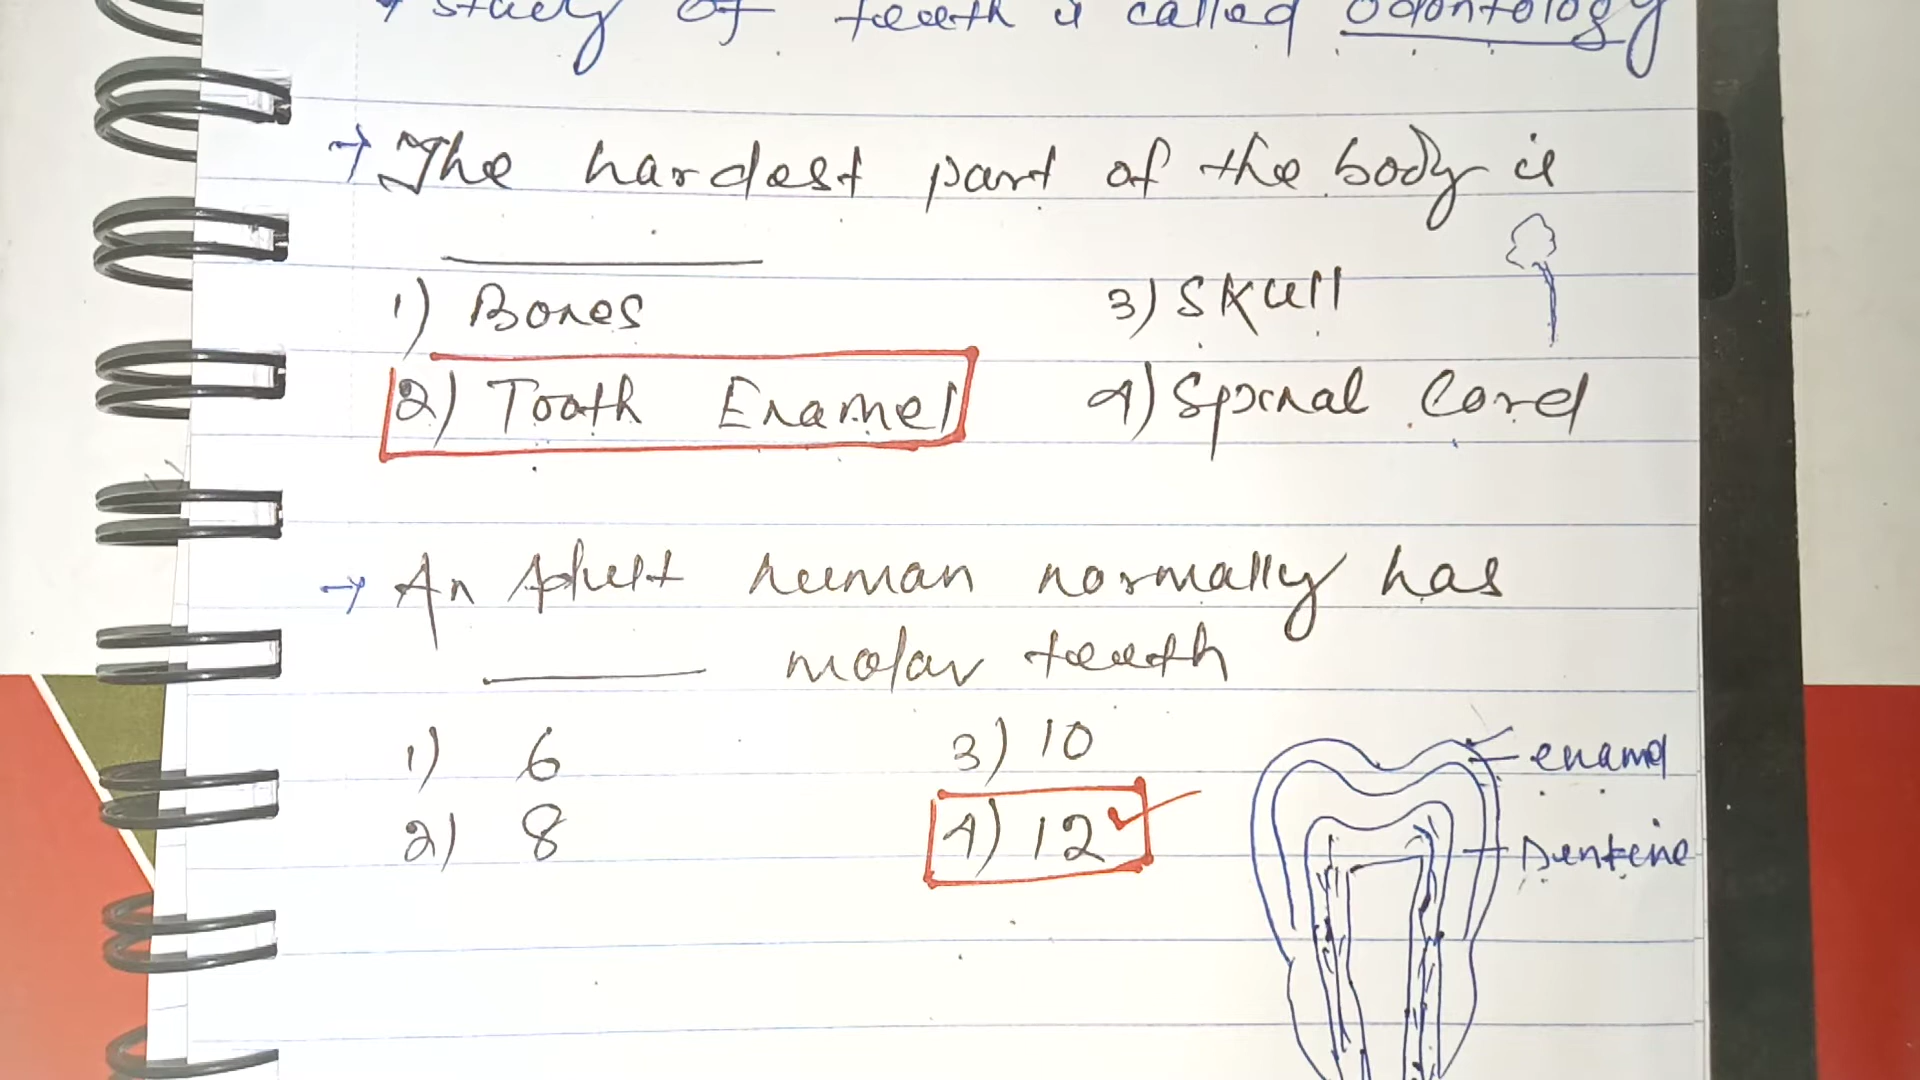 study of teeth is called odontology
→ The hardest part of the body is
1) Bones
3) Skull
2) Tooth Enamel
4) Spinal Cord
→ An Adult human normally has
molar teeth
1) 6
3) 10
2) 8
4) 12
enamel
Dentine